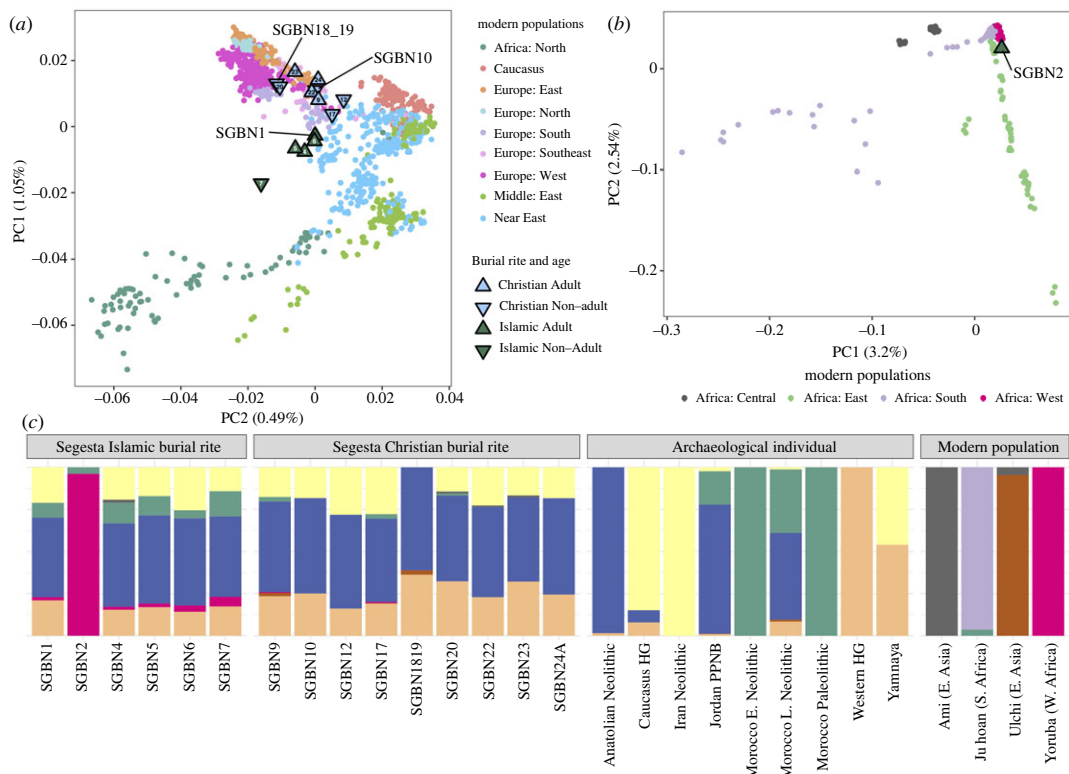 (a)
SGBN18_19
SGBN10
SGBN1
0.02
0
−0.02
−0.04
−0.06
PC1 (1.05%)
−0.06
−0.04
−0.02
0
0.02
0.04
PC2 (0.49%)
modern populations
Africa: North
Caucasus
Europe: East
Europe: North
Europe: South
Europe: Southeast
Europe: West
Middle: East
Near East
Burial rite and age
Christian Adult
Christian Non–adult
Islamic Adult
Islamic Non–Adult
(b)
SGBN2
0
−0.1
−0.2
PC2 (2.54%)
−0.3
−0.2
−0.1
0
PC1 (3.2%)
modern populations
Africa: Central
Africa: East
Africa: South
Africa: West
(c)
Segesta Islamic burial rite
Segesta Christian burial rite
Archaeological individual
Modern population
SGBN1
SGBN2
SGBN4
SGBN5
SGBN6
SGBN7
SGBN9
SGBN10
SGBN12
SGBN17
SGBN1819
SGBN20
SGBN22
SGBN23
SGBN24A
Anatolian Neolithic
Caucasus HG
Iran Neolithic
Jordan PPNB
Morocco E. Neolithic
Morocco L. Neolithic
Morocco Paleolithic
Western HG
Yamnaya
Ami (E. Asia)
Ju hoan (S. Africa)
Ulchi (E. Asia)
Yoruba (W. Africa)